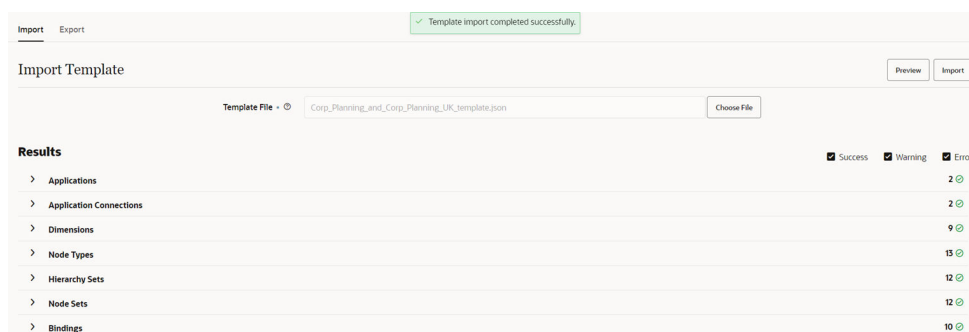 Template import completed successfully.
Import Export
Import Template
Preview Import
Template File * Corp_Planning_and_Corp_Planning_UK_template.json Choose File
Results
Success Warning Erro
Applications 2
Application Connections 2
Dimensions 9
Node Types 13
Hierarchy Sets 12
Node Sets 12
Bindings 10